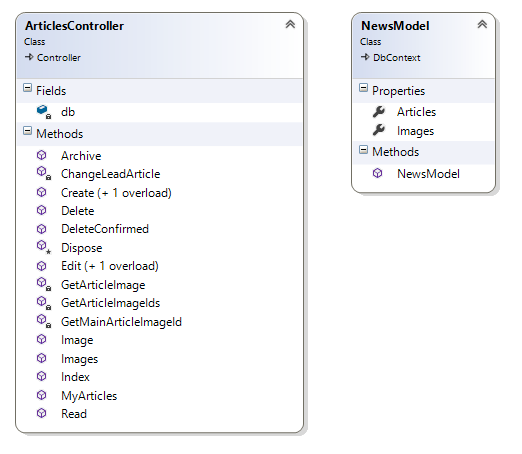 ArticlesController
Class
Controller
Fields
db
Methods
Archive
ChangeLeadArticle
Create (+ 1 overload)
Delete
DeleteConfirmed
Dispose
Edit (+ 1 overload)
GetArticleImage
GetArticleImageIds
GetMainArticleImageId
Image
Images
Index
MyArticles
Read
NewsModel
Class
DbContext
Properties
Articles
Images
Methods
NewsModel